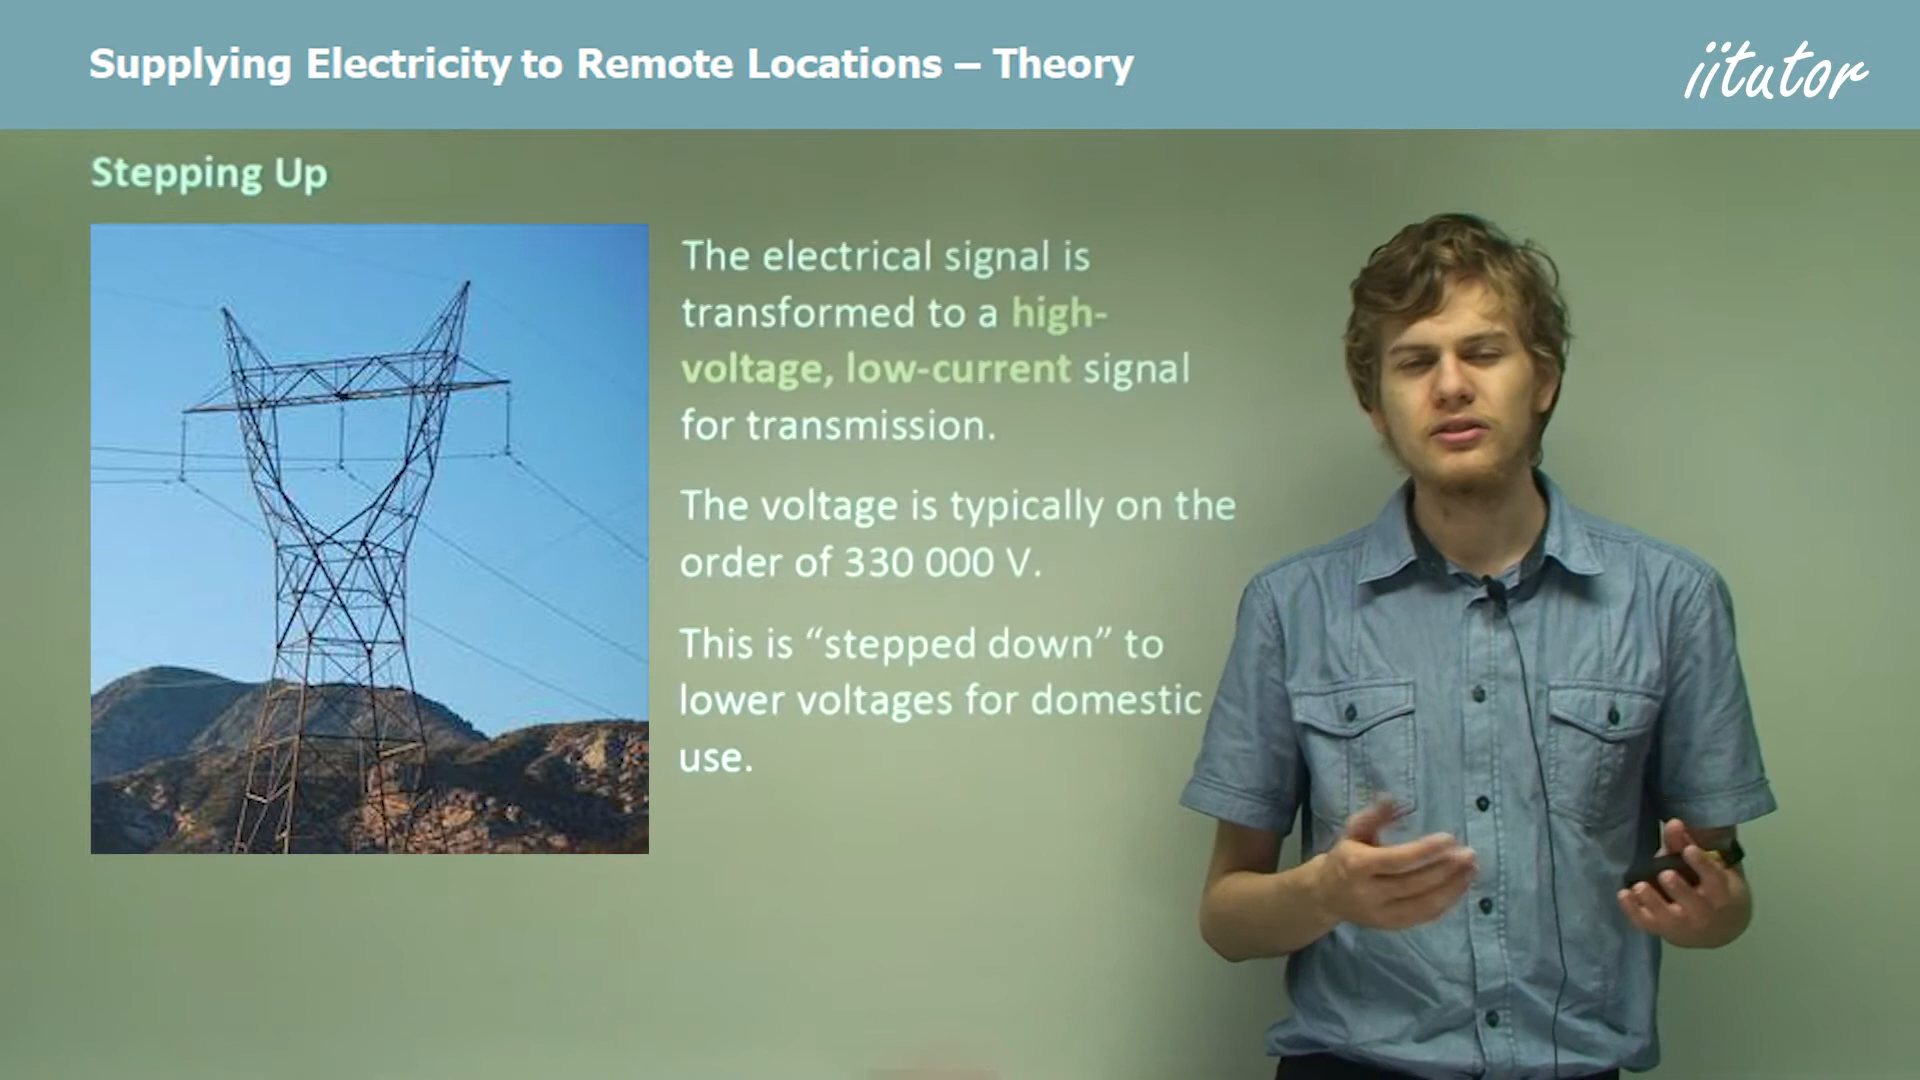 Supplying Electricity to Remote Locations – Theory
iitutor
Stepping Up
The electrical signal is
transformed to a high-
voltage, low-current signal
for transmission.
The voltage is typically on the
order of 330 000 V.
This is “stepped down” to
lower voltages for domestic
use.